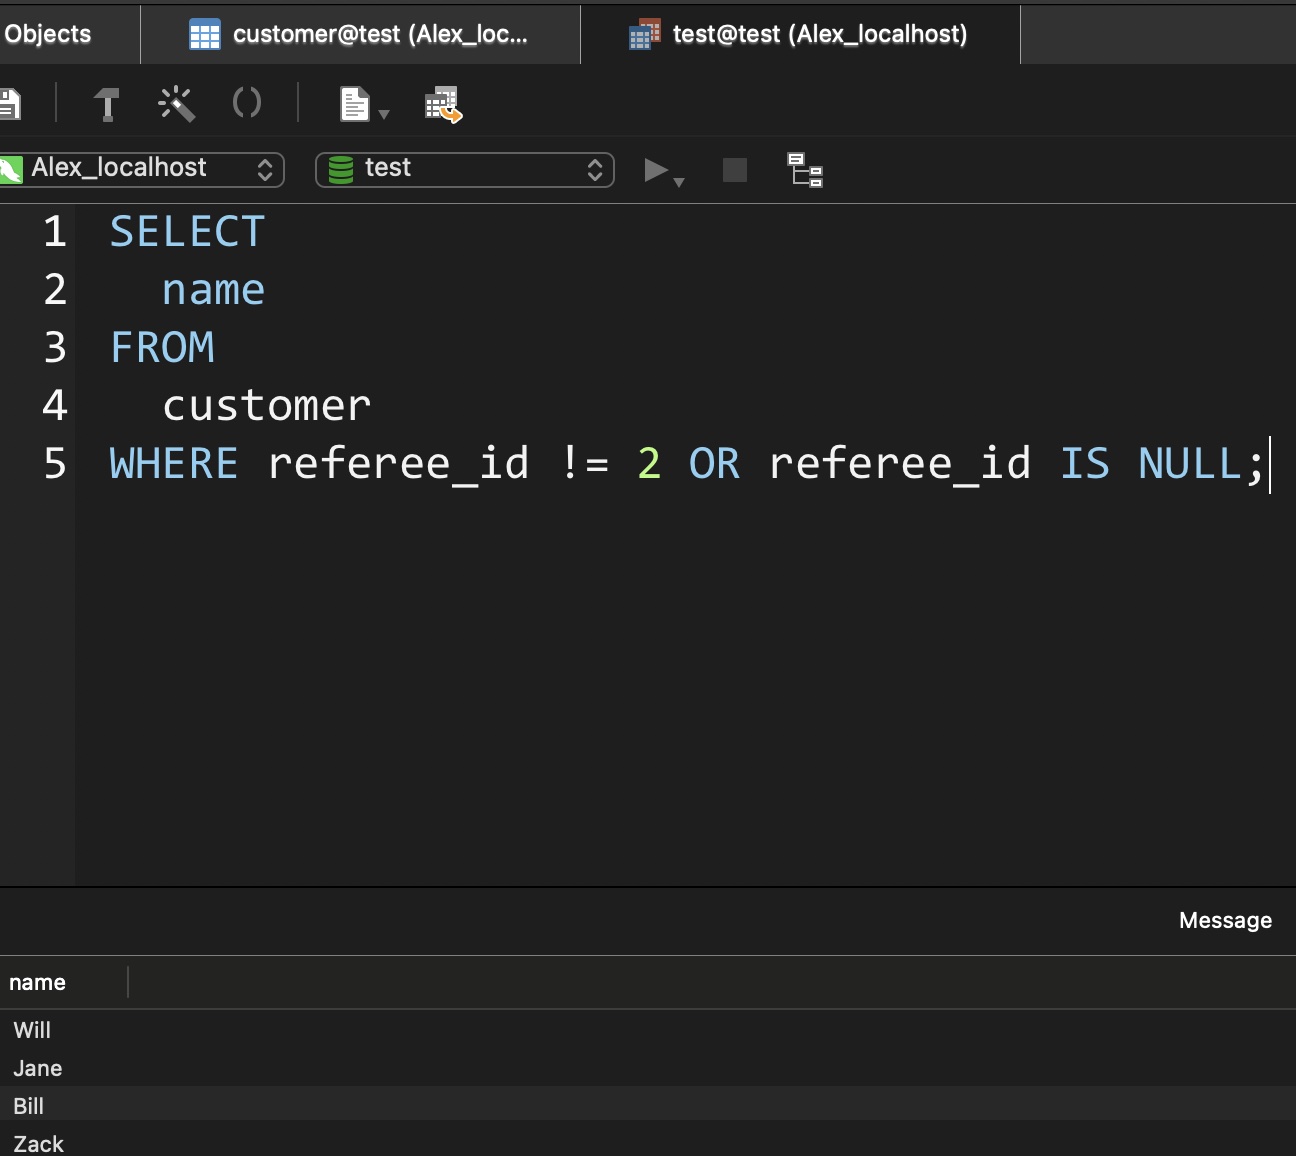 Objects
customer@test (Alex_loc...
test@test (Alex_localhost)
Alex_localhost
test
1 SELECT
2 name
3 FROM
4 customer
5 WHERE referee_id != 2 OR referee_id IS NULL;
Message
name
Will
Jane
Bill
Zack